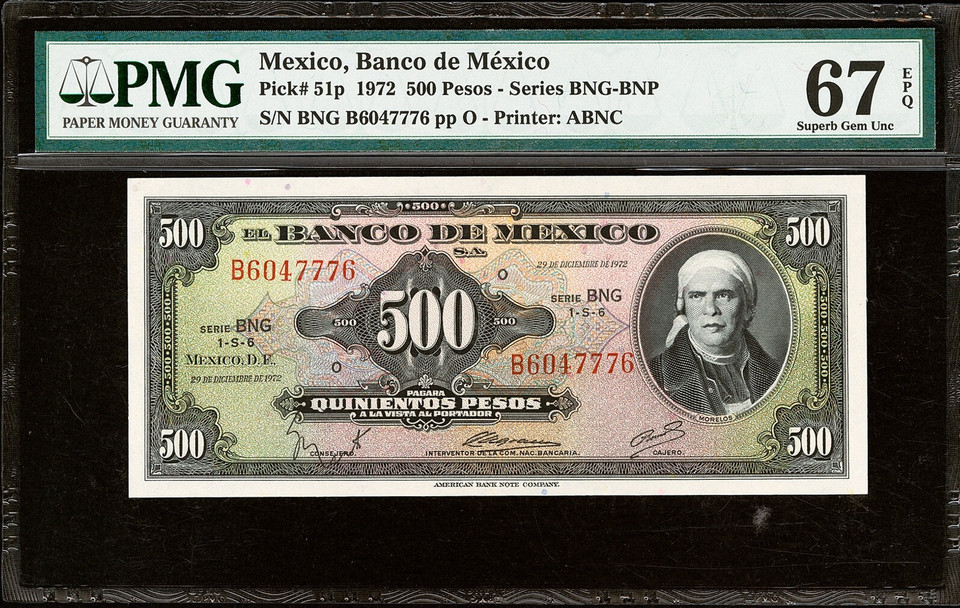 PMG
PAPER MONEY GUARANTY
Mexico, Banco de México
Pick# 51p 1972 500 Pesos - Series BNG-BNP
S/N BNG B6047776 pp O - Printer: ABNC
67
EPQ
Superb Gem Unc
500
500
500
EL BANCO DE MEXICO
S.A.
B6047776
O
29 DE DICIEMBRE DE 1972
SERIE BNG
1-S-6
500
500
500
SERIE BNG
1-S-6
MEXICO, D.F.
29 DE DICIEMBRE DE 1972
O
B6047776
PAGARA
QUINIENTOS PESOS
A LA VISTA AL PORTADOR
MORELOS
500
500
CONSEJERO.
INTERVENTOR DE LA COM. NAC. BANCARIA.
CAJERO.
AMERICAN BANK NOTE COMPANY.